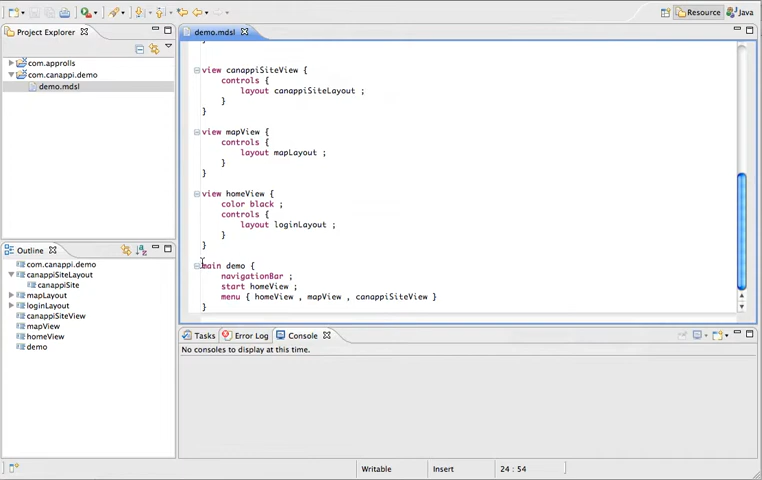 Resource
Java
Project Explorer
demo.mdsl
com.approlls
com.canappi.demo
demo.mdsl
view canappiSiteView {
controls {
layout canappiSiteLayout ;
}
}
view mapView {
controls {
layout mapLayout ;
}
}
view homeView {
color black ;
controls {
layout loginLayout ;
}
}
main demo {
navigationBar ;
start homeView ;
menu { homeView , mapView , canappiSiteView }
}
Outline
com.canappi.demo
canappiSiteLayout
canappiSite
mapLayout
loginLayout
canappiSiteView
mapView
homeView
demo
Tasks
Error Log
Console
No consoles to display at this time.
Writable
Insert
24 : 54